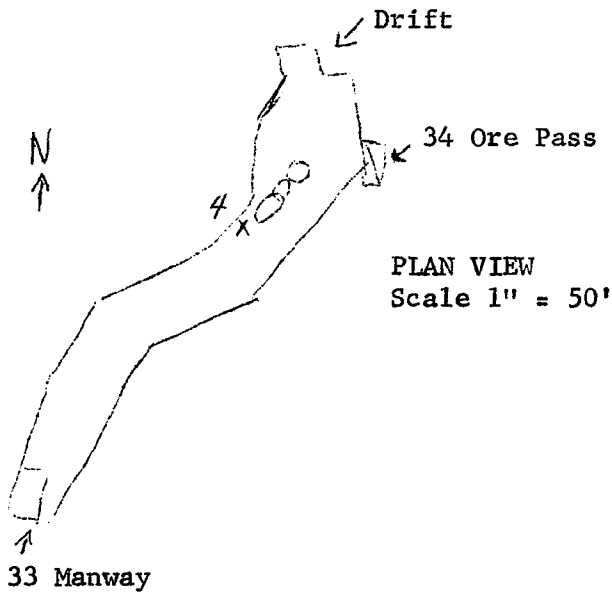 Drift
N
34 Ore Pass
4
x
PLAN VIEW
Scale 1" = 50'
33 Manway